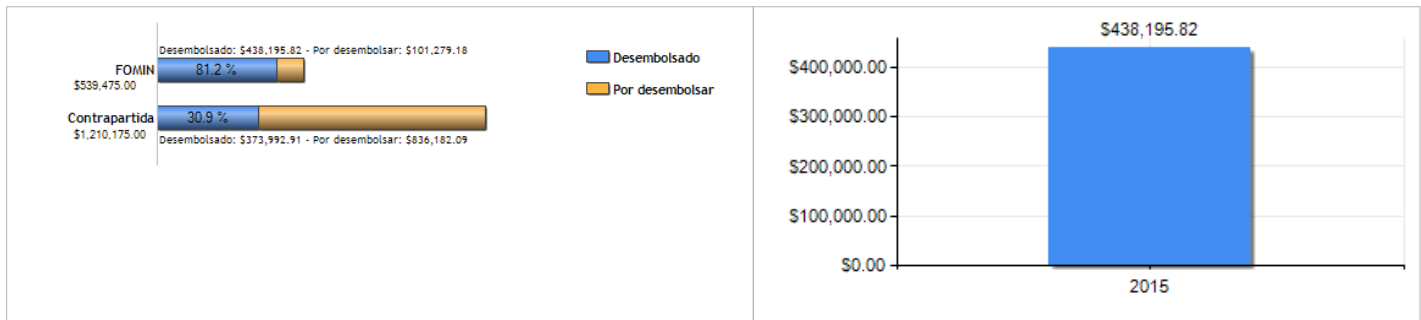 Desembolsado: $438,195.82 - Por desembolsar: $101,279.18
FOMIN
81.2 %
$539,475.00
Contrapartida
30.9 %
$1,210,175.00
Desembolsado: $373,992.91 - Por desembolsar: $836,182.09
Desembolsado
Por desembolsar
$438,195.82
$400,000.00
$300,000.00
$200,000.00
$100,000.00
$0.00
2015